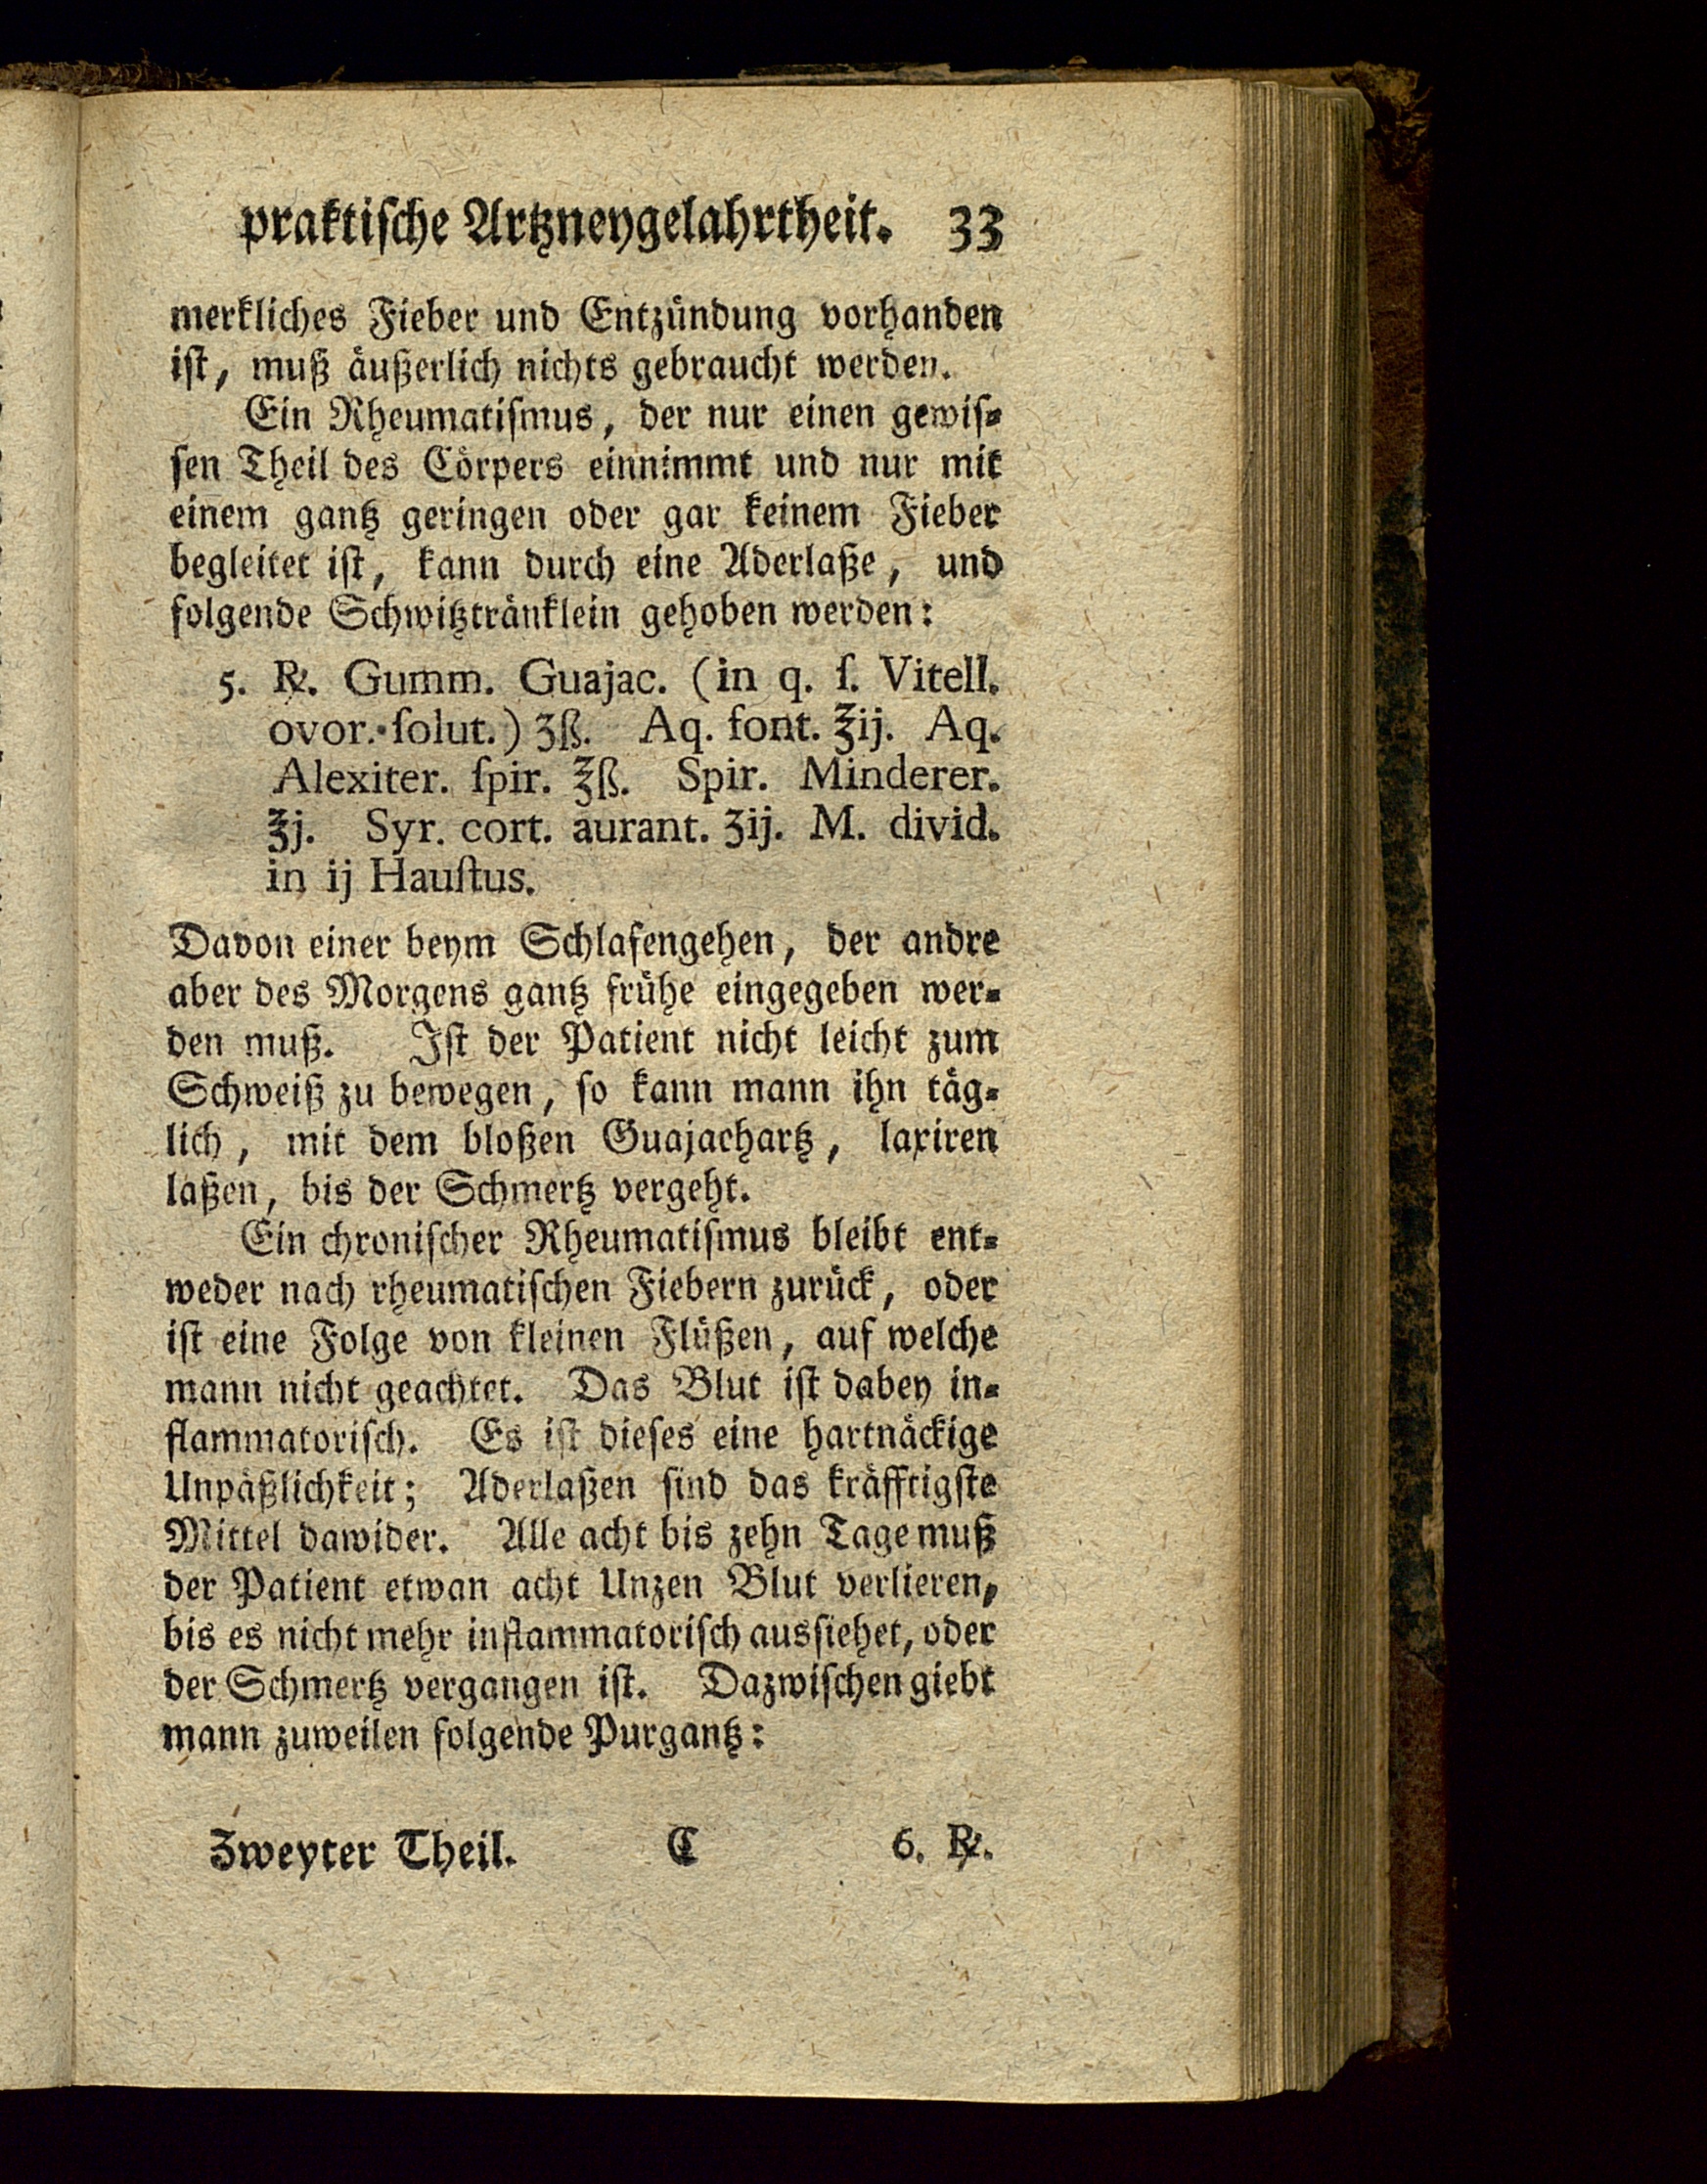 praktiſche Artzneygelahrtheit. 33
merkliches Fieber und Entzündung vorhanden
iſt, muß äußerlich nichts gebraucht werden.
Ein Rheumatiſmus, der nur einen gewiſ⸗
ſen Theil des Cörpers einnimmt und nur mit
einem gantz geringen oder gar keinem Fieber
begleitet iſt, kann durch eine Aderlaße, und
folgende Schwitztränklein gehoben werden:
5. ℞. Gumm. Guajac. (in q. ſ. Vitell.
ovor. ſolut.) ʒß. Aq. font. ℥ij. Aq.
Alexiter. ſpir. ℥ß. Spir. Minderer.
℥j. Syr. cort. aurant. ʒij. M. divid.
in ij Hauſtus.
Davon einer beym Schlafengehen, der andre
aber des Morgens gantz frühe eingegeben wer⸗
den muß. Iſt der Patient nicht leicht zum
Schweiß zu bewegen, ſo kann mann ihn täg⸗
lich, mit dem bloßen Guajachartz, laxiren
laßen, bis der Schmertz vergeht.
Ein chroniſcher Rheumatiſmus bleibt ent⸗
weder nach rheumatiſchen Fiebern zurück, oder
iſt eine Folge von kleinen Flüßen, auf welche
mann nicht geachtet. Das Blut iſt dabey in⸗
flammatoriſch. Es iſt dieſes eine hartnäckige
Unpäßlichkeit; Aderlaßen ſind das kräfftigſte
Mittel dawider. Alle acht bis zehn Tage muß
der Patient etwan acht Unzen Blut verlieren,
bis es nicht mehr inflammatoriſch ausſiehet, oder
der Schmertz vergangen iſt. Dazwiſchen giebt
mann zuweilen folgende Purgantz:
Zweyter Theil. C 6. ℞.